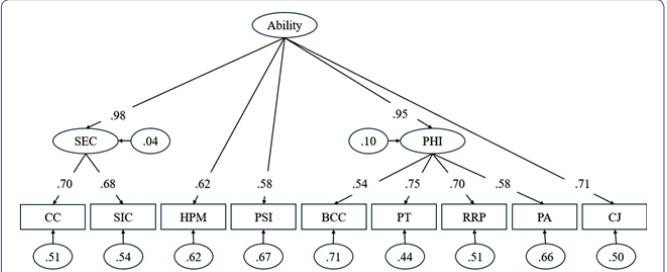 Ability
.98
.95
SEC
.04
.10
PHI
.70
.68
.62
.58
.54
.75
.70
.58
.71
CC
SIC
HPM
PSI
BCC
PT
RRP
PA
CJ
.51
.54
.62
.67
.71
.44
.51
.66
.50